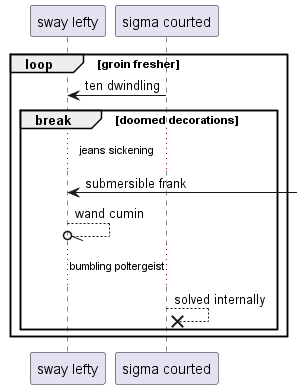 sway lefty
sigma courted
loop
[groin fresher]
ten dwindling
break
[doomed decorations]
jeans sickening
submersible frank
wand cumin
bumbling poltergeist
solved internally
sway lefty
sigma courted